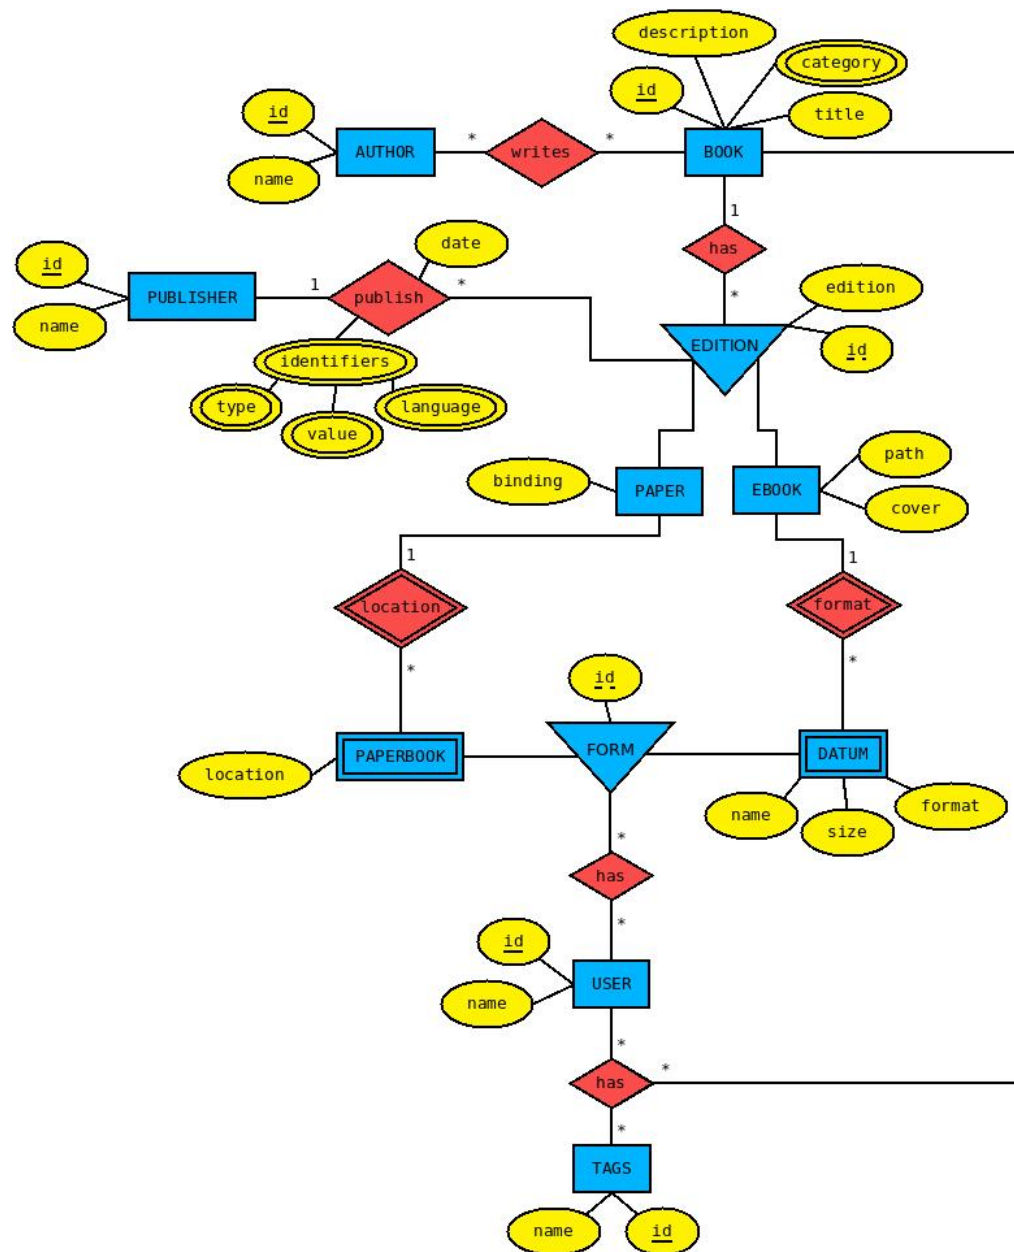 description
category
id
title
id
AUTHOR
*
writes
*
BOOK
name
1
has
date
id
edition
PUBLISHER
1
publish
*
*
name
EDITION
id
identifiers
type
language
value
path
binding
PAPER
EBOOK
cover
1
1
location
format
*
*
id
location
PAPERBOOK
FORM
DATUM
name
size
format
*
has
*
id
USER
name
*
has
*
*
TAGS
name
id